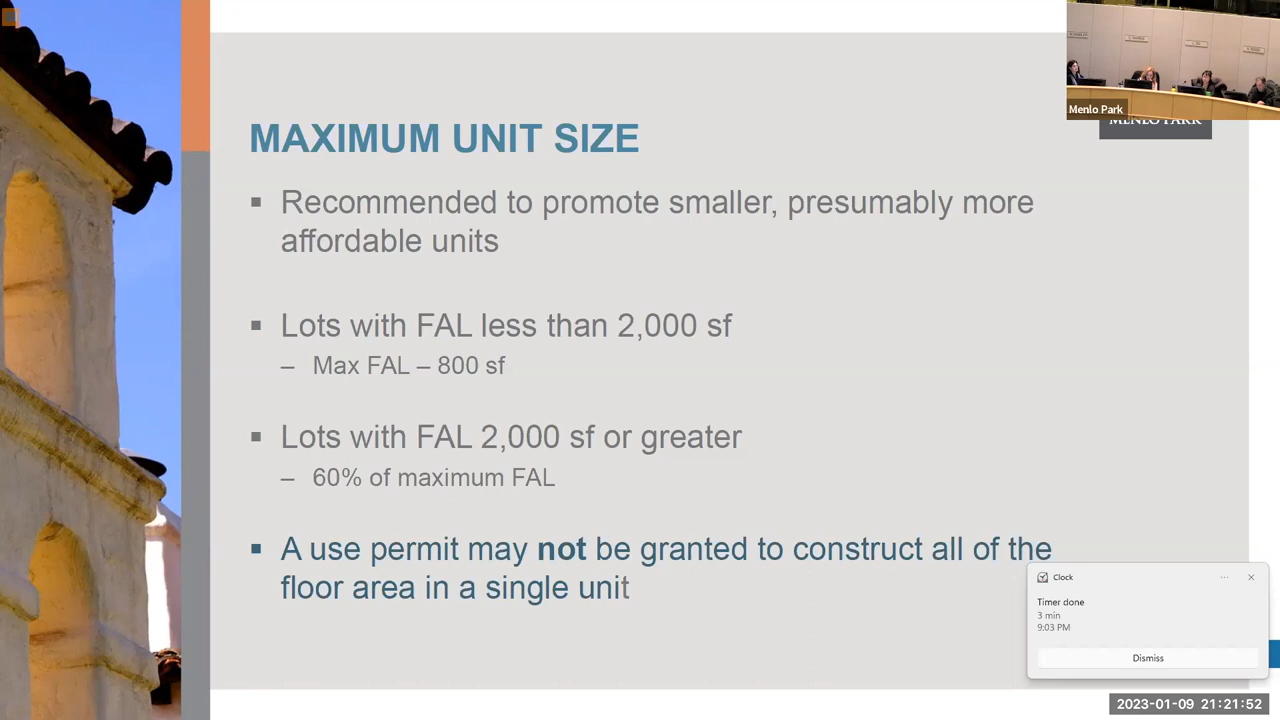 Menlo Park
MENLO PARK
MAXIMUM UNIT SIZE
▪ Recommended to promote smaller, presumably more
affordable units
▪ Lots with FAL less than 2,000 sf
– Max FAL – 800 sf
▪ Lots with FAL 2,000 sf or greater
– 60% of maximum FAL
▪ A use permit may not be granted to construct all of the
floor area in a single unit
Clock
Timer done
3 min
9:03 PM
Dismiss
2023-01-09 21:21:52